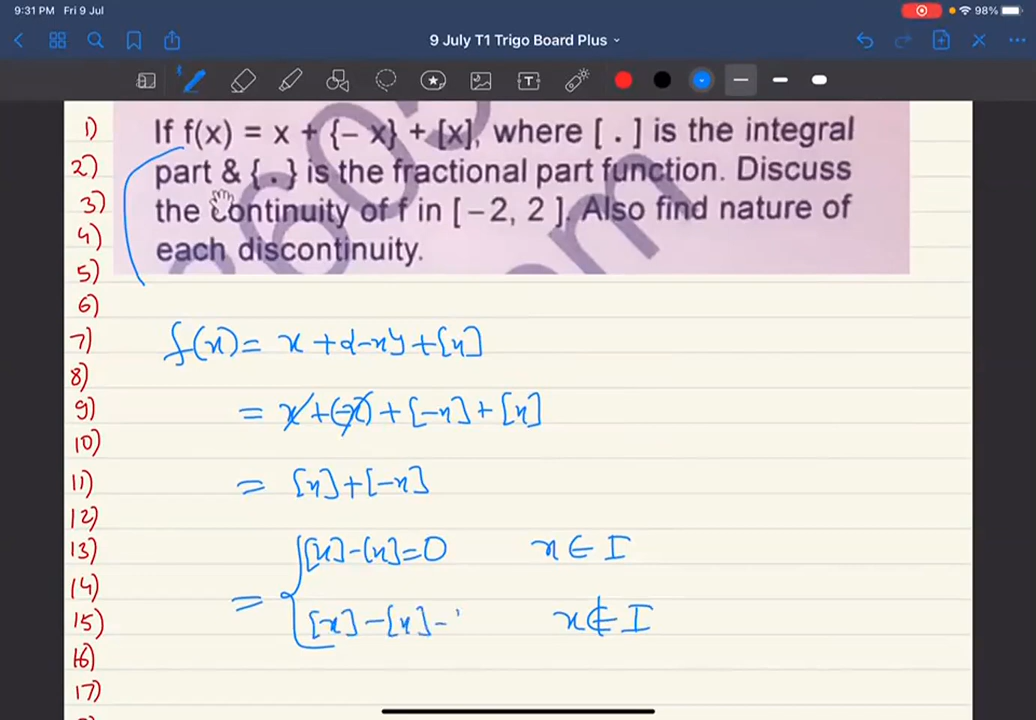 9:31 PM Fri 9 Jul
98%
9 July T1 Trigo Board Plus
1)
2)
3)
4)
5)
6)
7)
8)
9)
10)
11)
12)
13)
14)
15)
16)
17)
If f(x) = x + {– x} + [x], where [ . ] is the integral
part & { . } is the fractional part function. Discuss
the continuity of f in [ – 2, 2 ]. Also find nature of
each discontinuity.
f(x) = x + {-x} + [x]
= x + (-x) + [-x] + [x]
= [x] + [-x]
= { [x] - [x] = 0 x ∈ I
[x] - [x] - x ∉ I